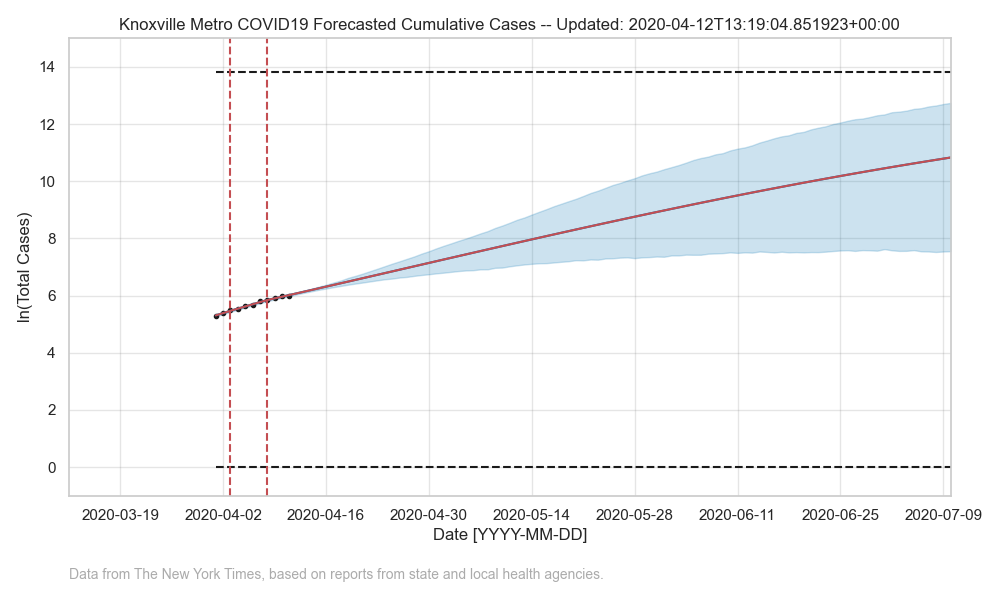 Knoxville Metro COVID19 Forecasted Cumulative Cases -- Updated: 2020-04-12T13:19:04.851923+00:00
14
12
10
8
6
4
2
0
ln(Total Cases)
2020-03-19 2020-04-02 2020-04-16 2020-04-30 2020-05-14 2020-05-28 2020-06-11 2020-06-25 2020-07-09
Date [YYYY-MM-DD]
Data from The New York Times, based on reports from state and local health agencies.